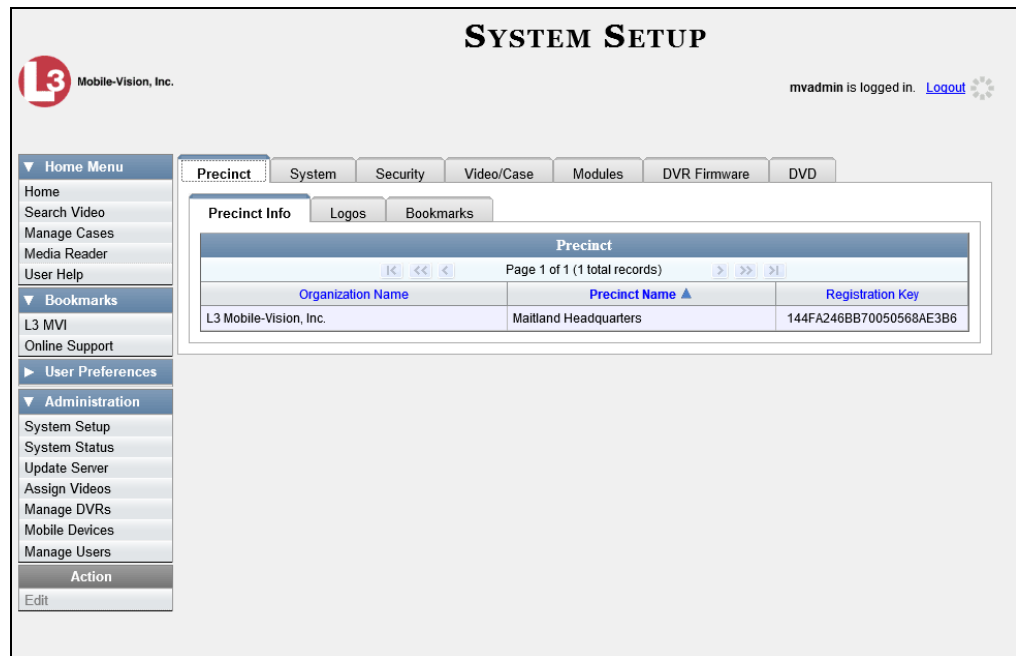 SYSTEM SETUP
L3 Mobile-Vision, Inc.
mvadmin is logged in. Logout
Home Menu
Home
Search Video
Manage Cases
Media Reader
User Help
Bookmarks
L3 MVI
Online Support
User Preferences
Administration
System Setup
System Status
Update Server
Assign Videos
Manage DVRs
Mobile Devices
Manage Users
Action
Edit
Precinct System Security Video/Case Modules DVR Firmware DVD
Precinct Info Logos Bookmarks
Precinct
|< << < Page 1 of 1 (1 total records) > >> >|
Organization Name Precinct Name Registration Key
L3 Mobile-Vision, Inc. Maitland Headquarters 144FA246BB70050568AE3B6